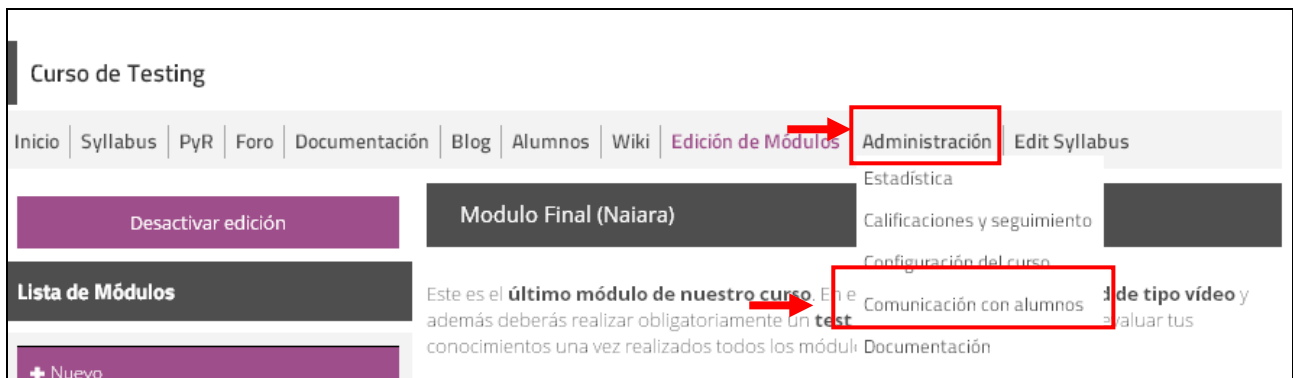 Curso de Testing
Inicio Syllabus PyR Foro Documentación Blog Alumnos Wiki Edición de Módulos Administración Edit Syllabus
Estadística
Calificaciones y seguimiento
Configuración del curso
Comunicación con alumnos
Documentación
Desactivar edición
Modulo Final (Naiara)
Lista de Módulos
Este es el último módulo de nuestro curso. En e d de tipo vídeo y
además deberás realizar obligatoriamente un test evaluar tus
conocimientos una vez realizados todos los módul
+ Nuevo